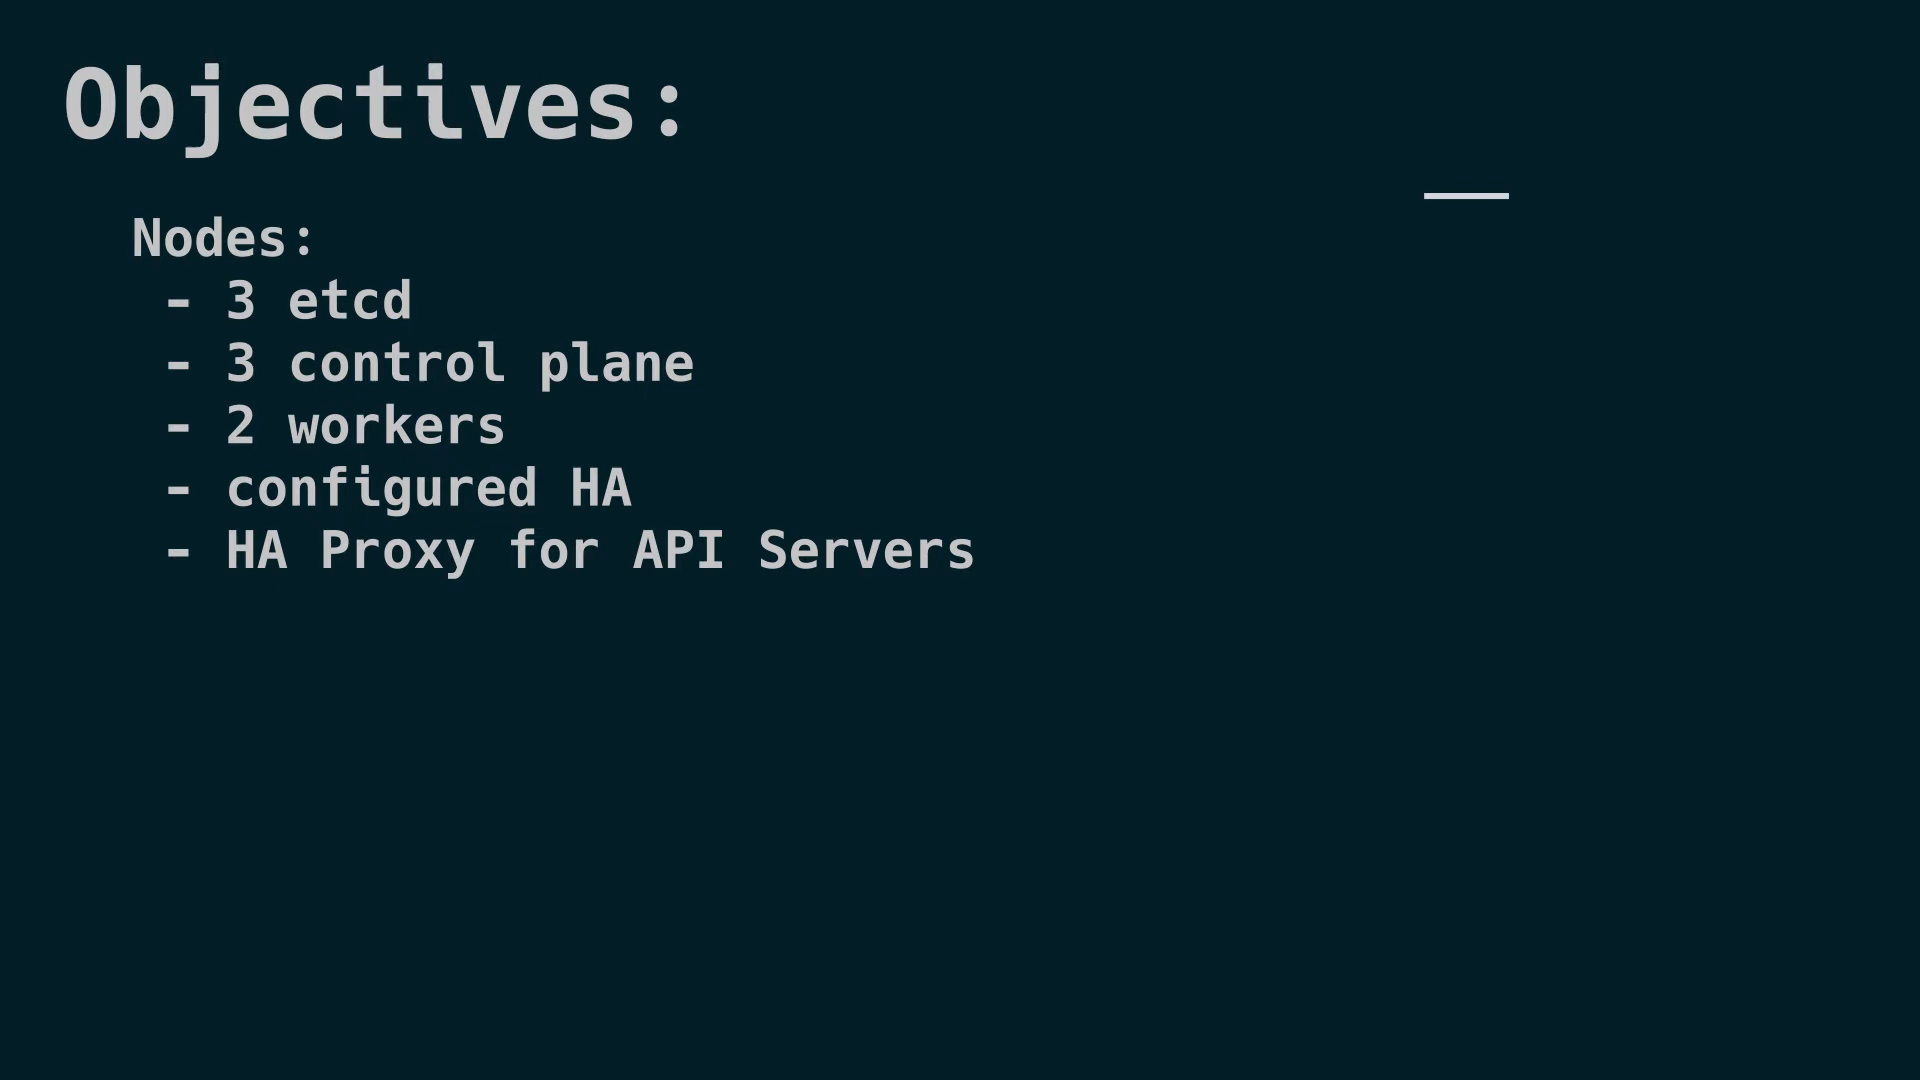 Objectives:
Nodes:
- 3 etcd
- 3 control plane
- 2 workers
- configured HA
- HA Proxy for API Servers